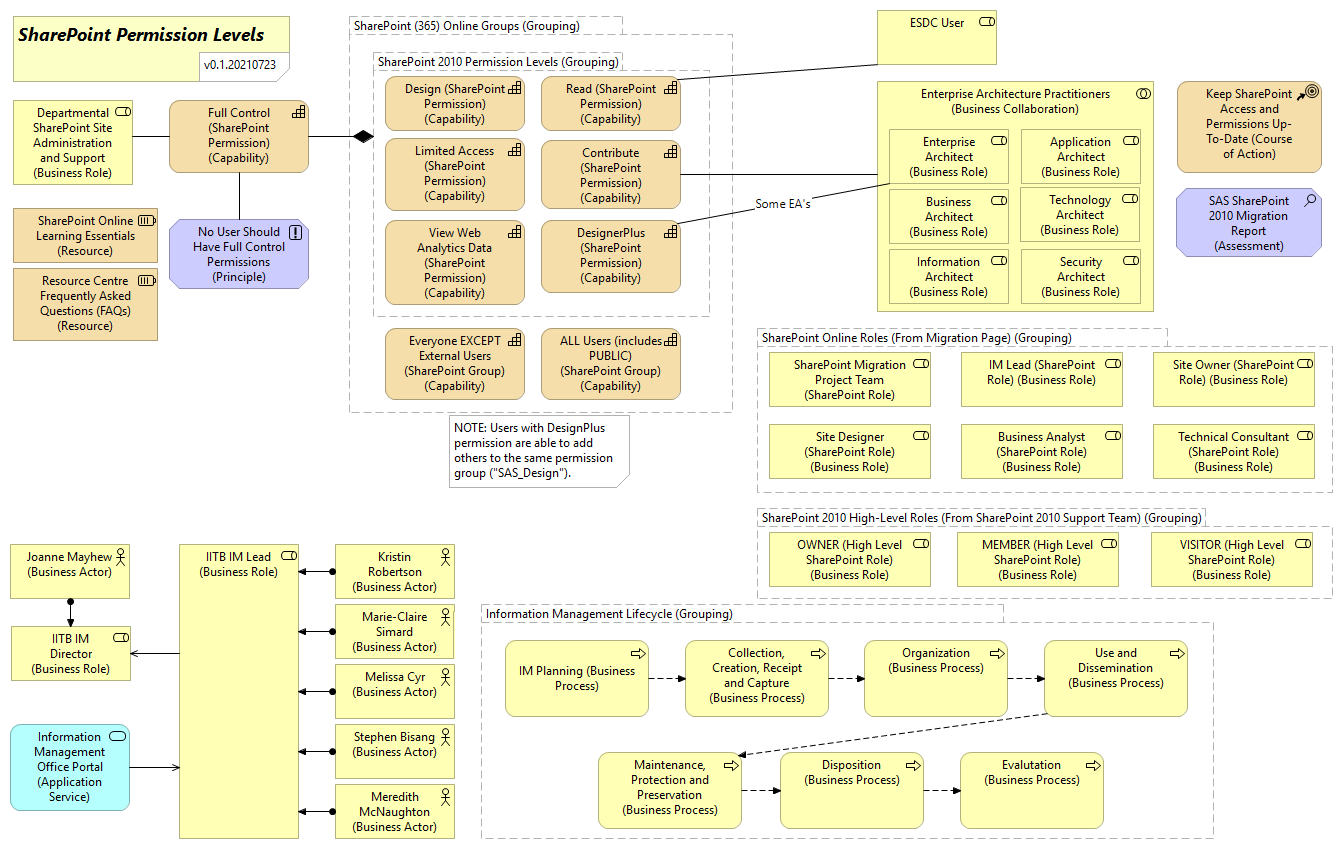 SharePoint Permission Levels
v0.1.20210723
Departmental
SharePoint Site
Administration
and Support
(Business Role)
Full Control
(SharePoint
Permission)
(Capability)
SharePoint Online
Learning Essentials
(Resource)
Resource Centre
Frequently Asked
Questions (FAQs)
(Resource)
No User Should
Have Full Control
Permissions
(Principle)
SharePoint (365) Online Groups (Grouping)
SharePoint 2010 Permission Levels (Grouping)
Design (SharePoint
Permission)
(Capability)
Read (SharePoint
Permission)
(Capability)
Limited Access
(SharePoint
Permission)
(Capability)
Contribute
(SharePoint
Permission)
(Capability)
View Web
Analytics Data
(SharePoint
Permission)
(Capability)
DesignerPlus
(SharePoint
Permission)
(Capability)
Everyone EXCEPT
External Users
(SharePoint Group)
(Capability)
ALL Users (includes
PUBLIC)
(SharePoint Group)
(Capability)
NOTE: Users with DesignPlus
permission are able to add
others to the same permission
group ("SAS_Design").
Some EA's
ESDC User
Enterprise Architecture Practitioners
(Business Collaboration)
Enterprise
Architect
(Business Role)
Application
Architect
(Business Role)
Business
Architect
(Business Role)
Technology
Architect
(Business Role)
Information
Architect
(Business Role)
Security
Architect
(Business Role)
Keep SharePoint
Access and
Permissions Up-
To-Date (Course
of Action)
SAS SharePoint
2010 Migration
Report
(Assessment)
SharePoint Online Roles (From Migration Page) (Grouping)
SharePoint Migration
Project Team
(SharePoint Role)
IM Lead (SharePoint
Role) (Business Role)
Site Owner (SharePoint
Role) (Business Role)
Site Designer
(SharePoint Role)
(Business Role)
Business Analyst
(SharePoint Role)
(Business Role)
Technical Consultant
(SharePoint Role)
(Business Role)
SharePoint 2010 High-Level Roles (From SharePoint 2010 Support Team) (Grouping)
OWNER (High Level
SharePoint Role)
(Business Role)
MEMBER (High Level
SharePoint Role)
(Business Role)
VISITOR (High Level
SharePoint Role)
(Business Role)
Joanne Mayhew
(Business Actor)
IITB IM
Director
(Business Role)
Information
Management
Office Portal
(Application
Service)
IITB IM Lead
(Business Role)
Kristin
Robertson
(Business Actor)
Marie-Claire
Simard
(Business Actor)
Melissa Cyr
(Business Actor)
Stephen Bisang
(Business Actor)
Meredith
McNaughton
(Business Actor)
Information Management Lifecycle (Grouping)
IM Planning (Business
Process)
Collection,
Creation, Receipt
and Capture
(Business Process)
Organization
(Business Process)
Use and
Dissemination
(Business Process)
Maintenance,
Protection and
Preservation
(Business Process)
Disposition
(Business Process)
Evalutation
(Business Process)